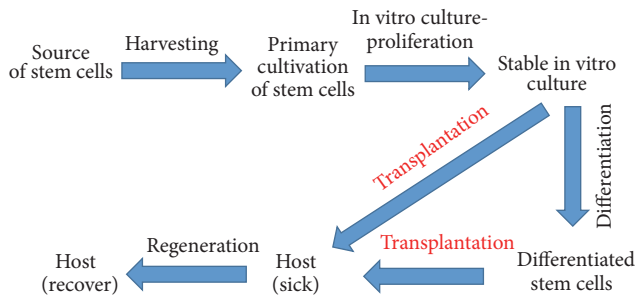 Source
of stem cells
Harvesting
Primary
cultivation
of stem cells
In vitro culture-
proliferation
Stable in vitro
culture
Transplantation
Differentiation
Differentiated
stem cells
Transplantation
Host
(sick)
Regeneration
Host
(recover)